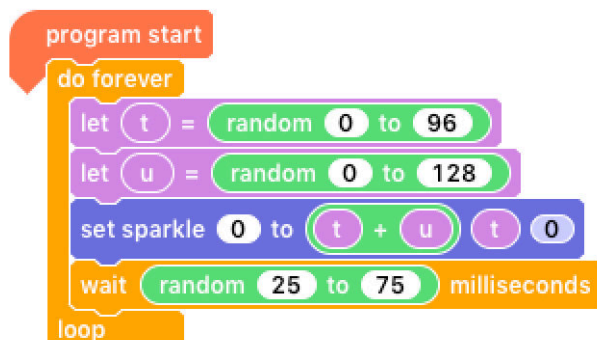 program start
do forever
let t = random 0 to 96
let u = random 0 to 128
set sparkle 0 to t + u t 0
wait random 25 to 75 milliseconds
loop